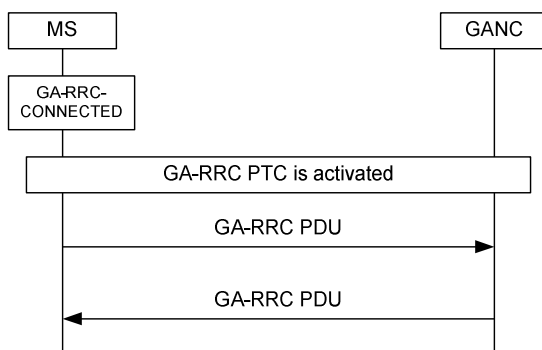 MS
GANC
GA-RRC-
CONNECTED
GA-RRC PTC is activated
GA-RRC PDU
GA-RRC PDU